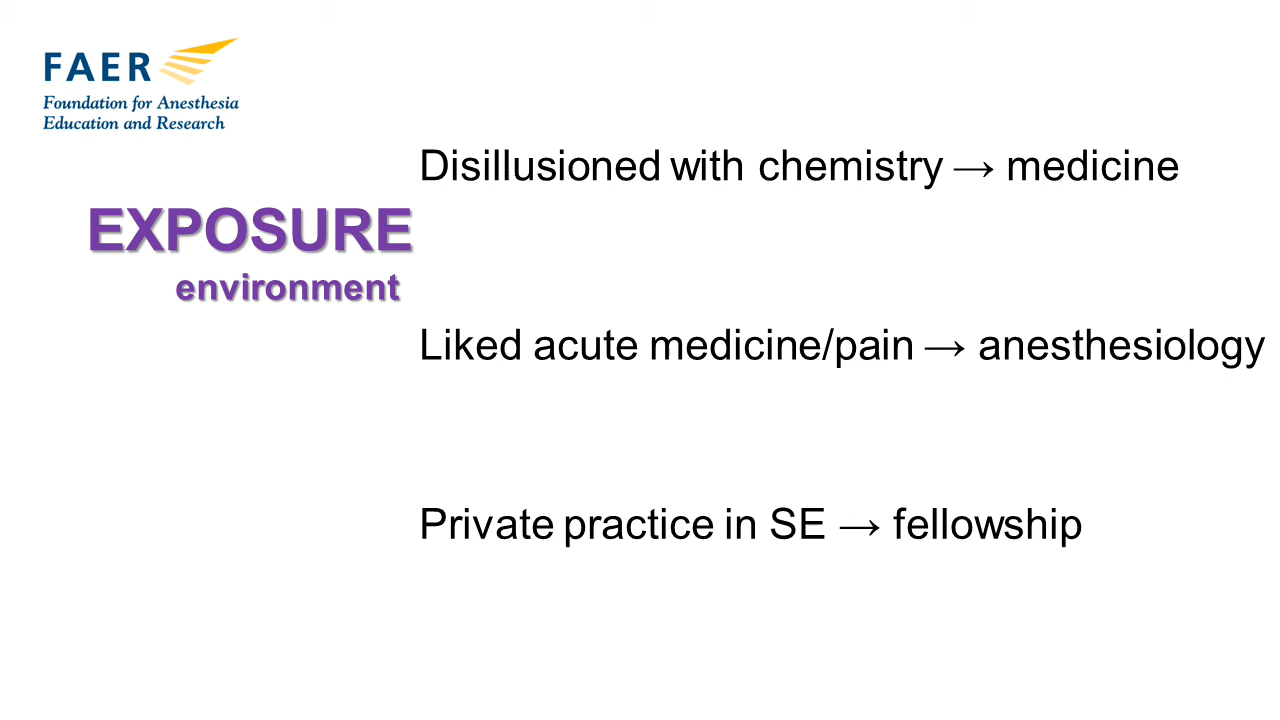 FAER
Foundation for Anesthesia
Education and Research
Disillusioned with chemistry → medicine
EXPOSURE
environment
Liked acute medicine/pain → anesthesiology
Private practice in SE → fellowship